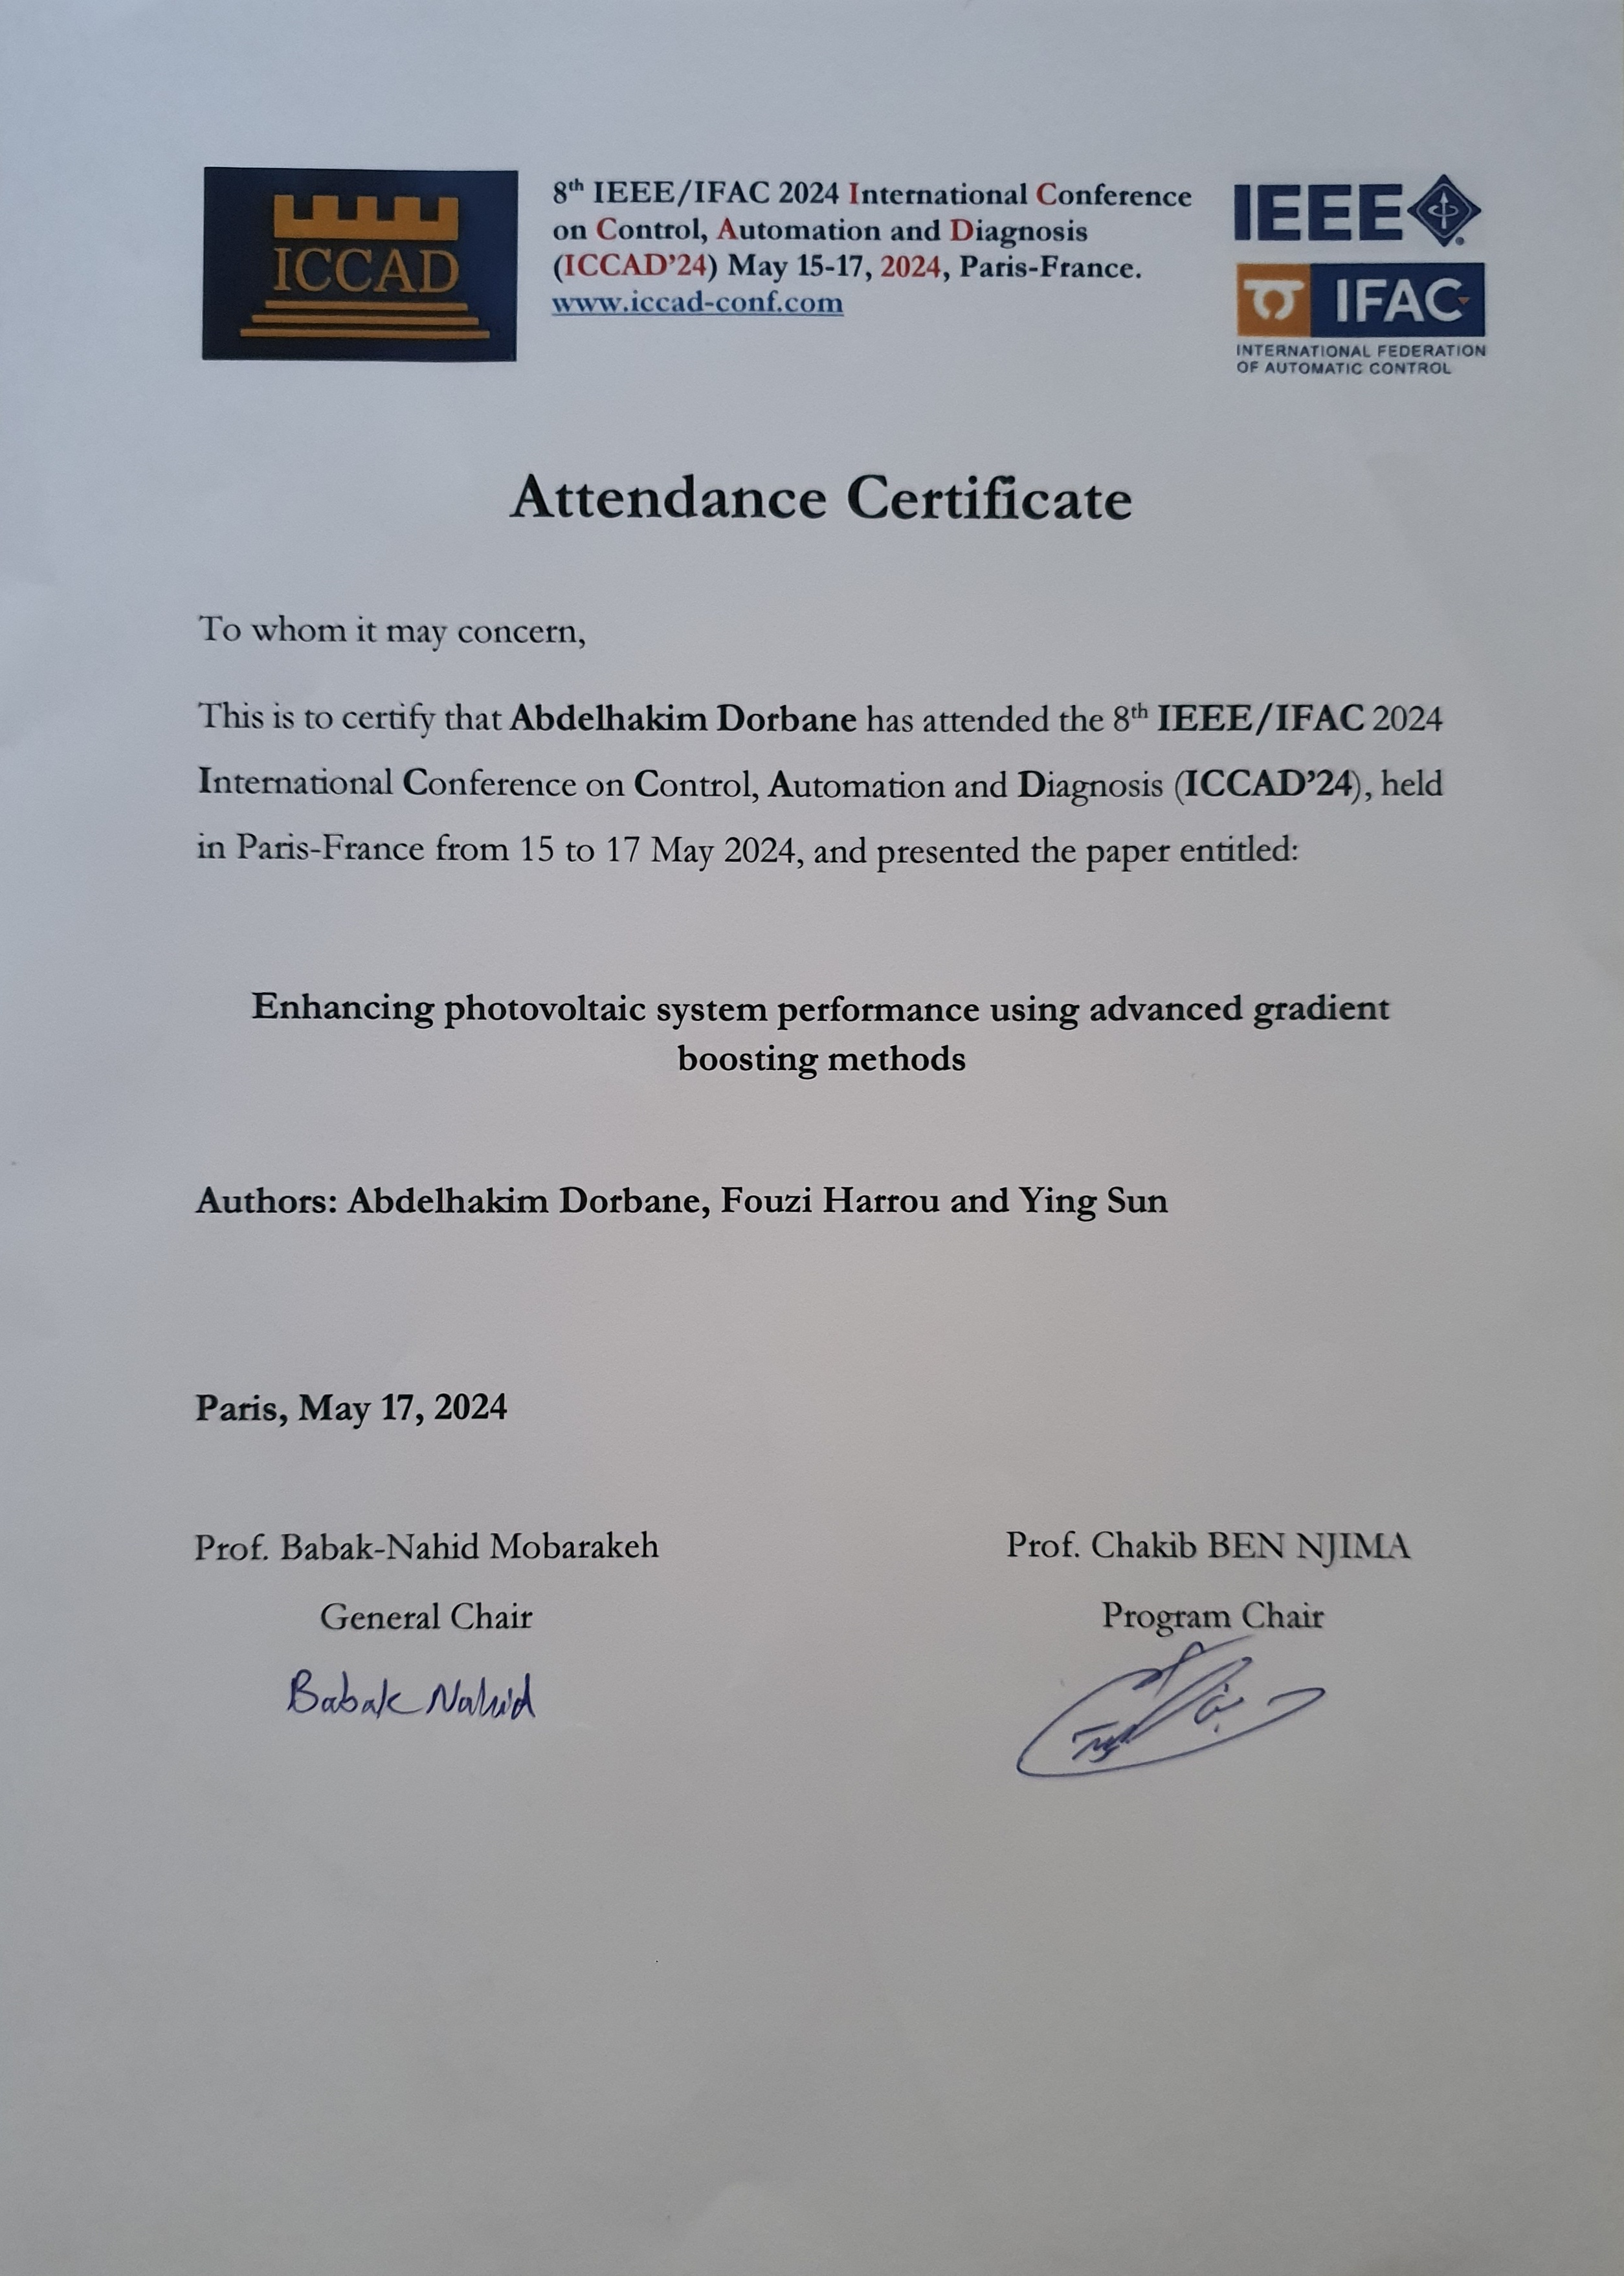 ICCAD
8th IEEE/IFAC 2024 International Conference
on Control, Automation and Diagnosis
(ICCAD’24) May 15-17, 2024, Paris-France.
www.iccad-conf.com
IEEE
IFAC
INTERNATIONAL FEDERATION
OF AUTOMATIC CONTROL
Attendance Certificate
To whom it may concern,
This is to certify that Abdelhakim Dorbane has attended the 8th IEEE/IFAC 2024
International Conference on Control, Automation and Diagnosis (ICCAD’24), held
in Paris-France from 15 to 17 May 2024, and presented the paper entitled:
Enhancing photovoltaic system performance using advanced gradient
boosting methods
Authors: Abdelhakim Dorbane, Fouzi Harrou and Ying Sun
Paris, May 17, 2024
Prof. Babak-Nahid Mobarakeh
General Chair
Babak Nahid
Prof. Chakib BEN NJIMA
Program Chair